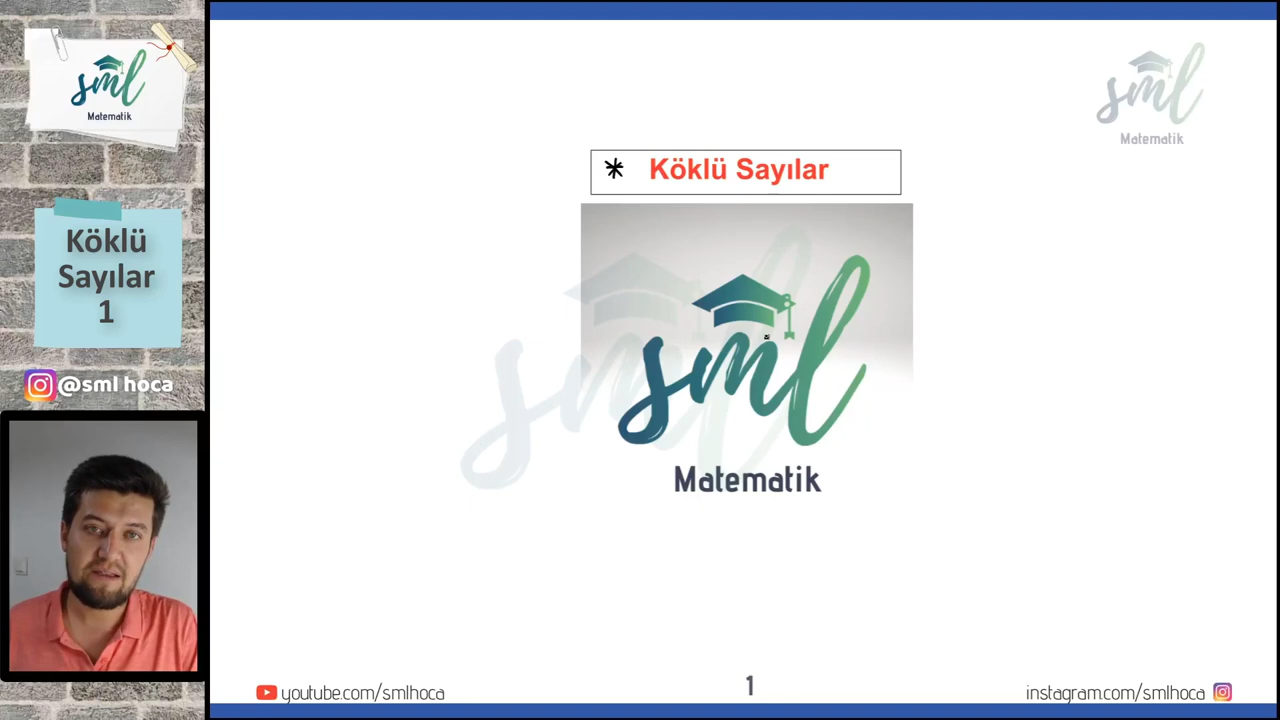 sml
Matematik
Köklü
Sayılar
1
@sml hoca
sml
Matematik
* Köklü Sayılar
sml
Matematik
youtube.com/smlhoca
1
instagram.com/smlhoca